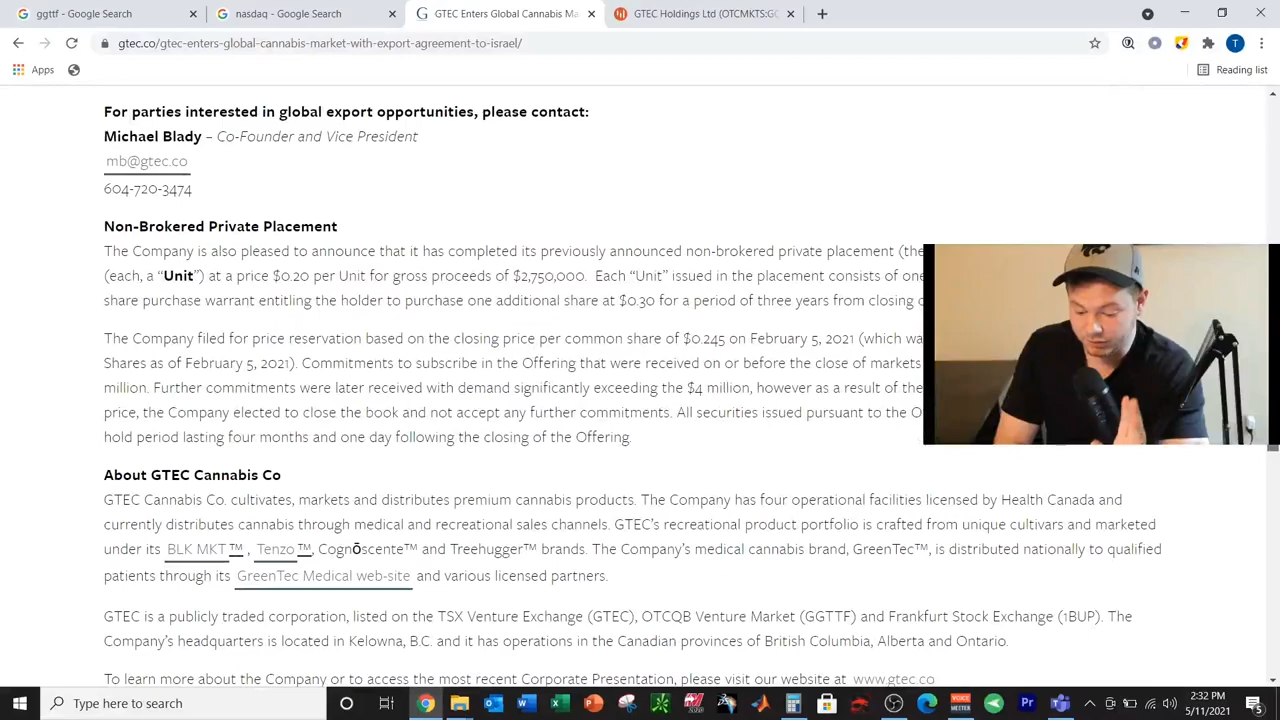 ggttf - Google Search
nasdaq - Google Search
GTEC Enters Global Cannabis Ma
GTEC Holdings Ltd (OTCMKTS:GG
gtec.co/gtec-enters-global-cannabis-market-with-export-agreement-to-israel/
T
Apps
Reading list
For parties interested in global export opportunities, please contact:
Michael Blady – Co-Founder and Vice President
mb@gtec.co
604-720-3474
Non-Brokered Private Placement
The Company is also pleased to announce that it has completed its previously announced non-brokered private placement (the
(each, a “Unit”) at a price $0.20 per Unit for gross proceeds of $2,750,000. Each “Unit” issued in the placement consists of one
share purchase warrant entitling the holder to purchase one additional share at $0.30 for a period of three years from closing
The Company filed for price reservation based on the closing price per common share of $0.245 on February 5, 2021 (which wa
Shares as of February 5, 2021). Commitments to subscribe in the Offering that were received on or before the close of markets
million. Further commitments were later received with demand significantly exceeding the $4 million, however as a result of the
price, the Company elected to close the book and not accept any further commitments. All securities issued pursuant to the O
hold period lasting four months and one day following the closing of the Offering.
About GTEC Cannabis Co
GTEC Cannabis Co. cultivates, markets and distributes premium cannabis products. The Company has four operational facilities licensed by Health Canada and
currently distributes cannabis through medical and recreational sales channels. GTEC’s recreational product portfolio is crafted from unique cultivars and marketed
under its BLK MKT™, Tenzo™, Cognōscente™ and Treehugger™ brands. The Company’s medical cannabis brand, GreenTec™, is distributed nationally to qualified
patients through its GreenTec Medical web-site and various licensed partners.
GTEC is a publicly traded corporation, listed on the TSX Venture Exchange (GTEC), OTCQB Venture Market (GGTTF) and Frankfurt Stock Exchange (1BUP). The
Company’s headquarters is located in Kelowna, B.C. and it has operations in the Canadian provinces of British Columbia, Alberta and Ontario.
To learn more about the Company or to access the most recent Corporate Presentation, please visit our website at www.gtec.co
Type here to search
2:32 PM
5/11/2021